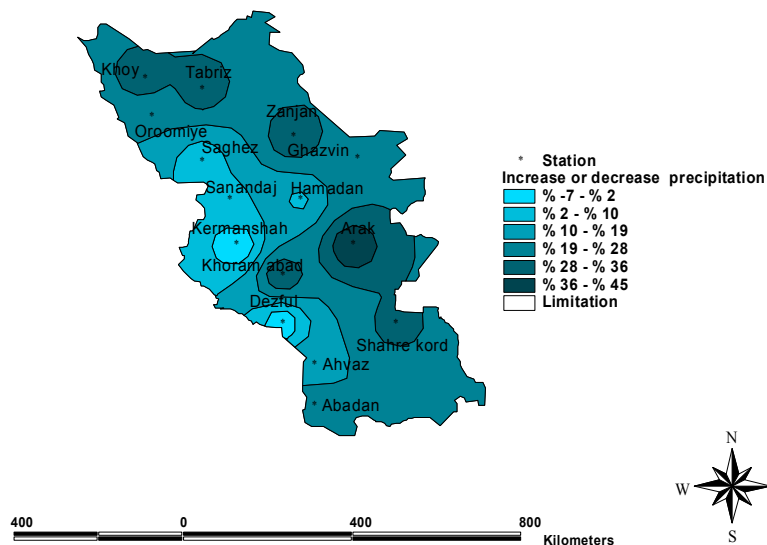 Khoy
Tabriz
Oroomiye
Zanjan
Ghazvin
Saghez
Sanandaj
Hamadan
Kermanshah
Arak
Khoram abad
Dezful
Shahre kord
Ahvaz
Abadan
* Station
Increase or decrease precipitation
% -7 - % 2
% 2 - % 10
% 10 - % 19
% 19 - % 28
% 28 - % 36
% 36 - % 45
Limitation
N
W
S
400 0 400 800
Kilometers